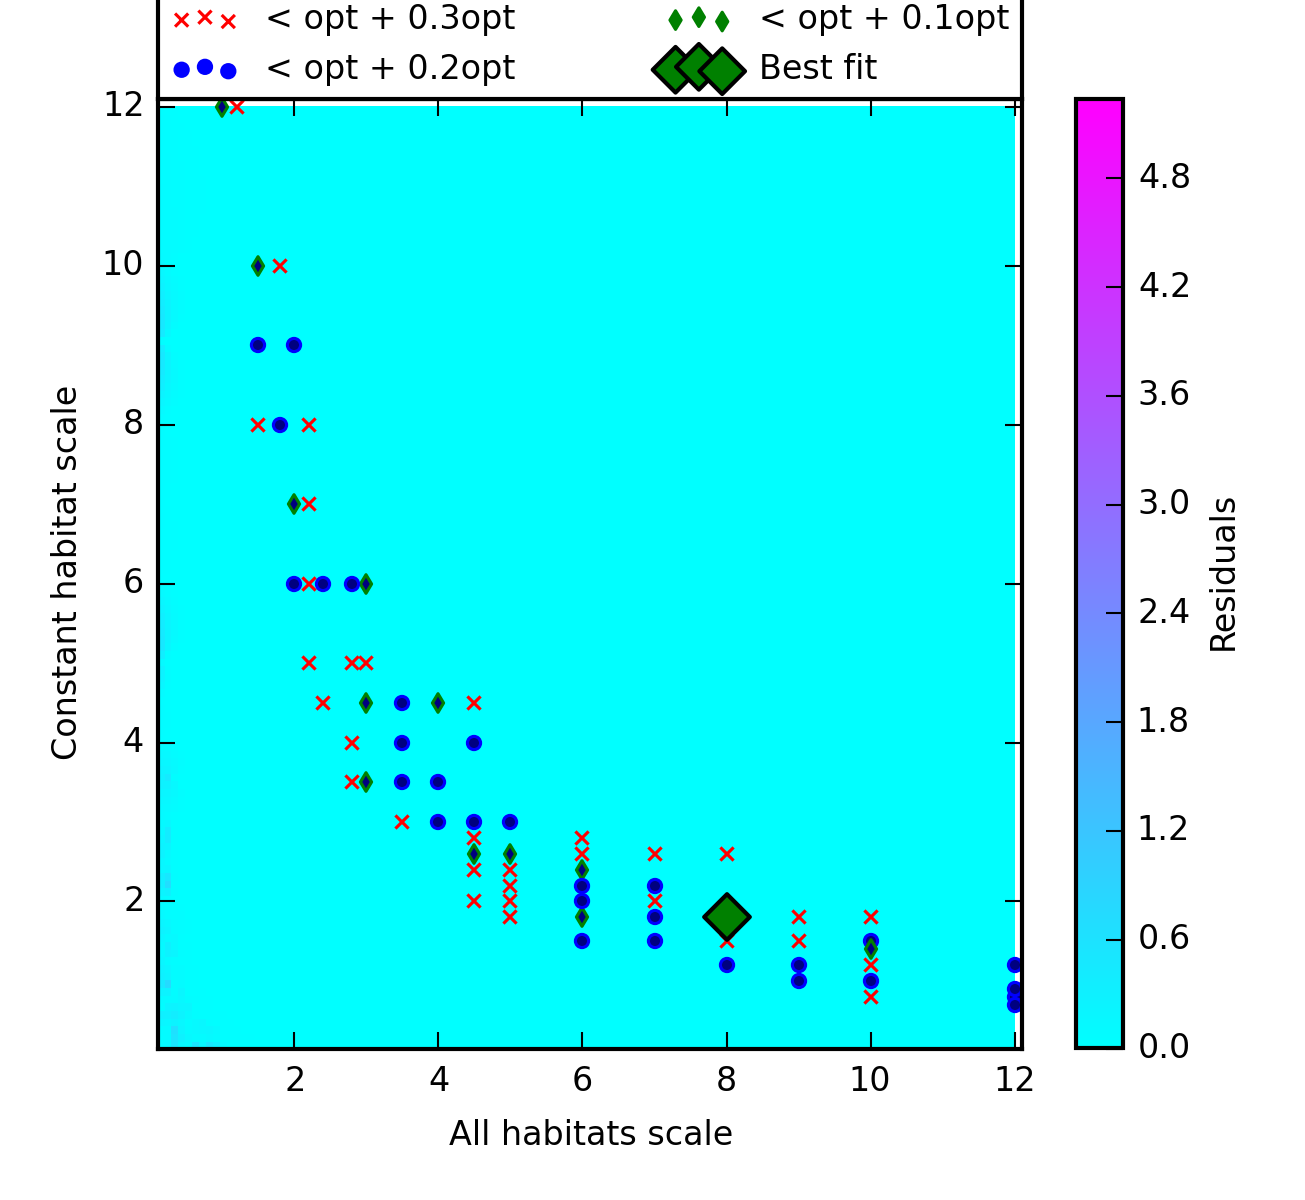 < opt + 0.3opt
< opt + 0.1opt
< opt + 0.2opt
Best fit
12
10
8
6
4
2
Constant habitat scale
2 4 6 8 10 12
All habitats scale
4.8
4.2
3.6
3.0
2.4
1.8
1.2
0.6
0.0
Residuals